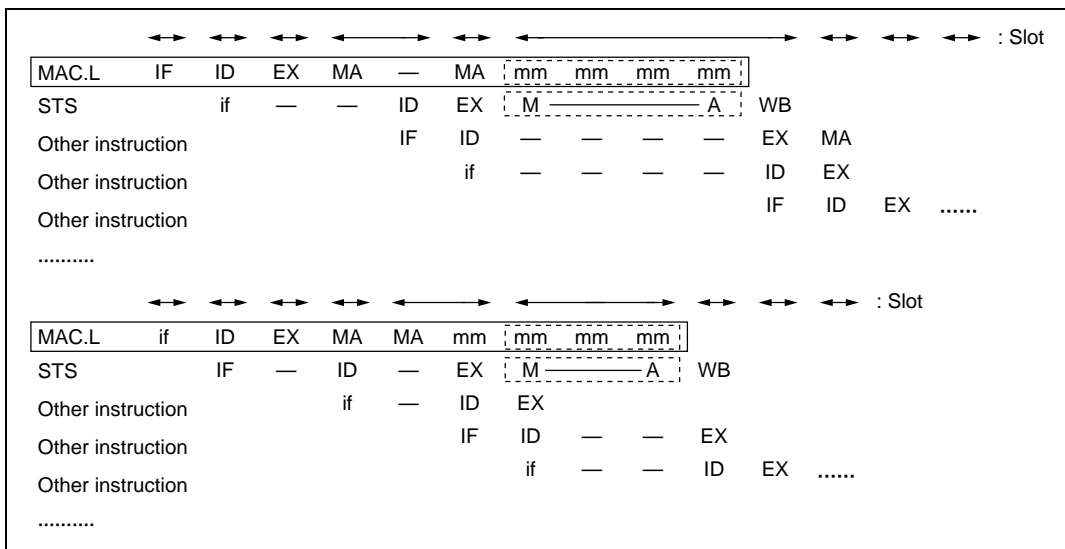 : Slot
MAC.L IF ID EX MA — MA mm mm mm mm
STS if — — ID EX M A WB
Other instruction IF ID — — — — EX MA
Other instruction if — — — — ID EX
Other instruction IF ID EX ......
..........
: Slot
MAC.L if ID EX MA MA mm mm mm mm
STS IF — ID — EX M A WB
Other instruction if — ID EX
Other instruction IF ID — — EX
Other instruction if — — ID EX ......
..........